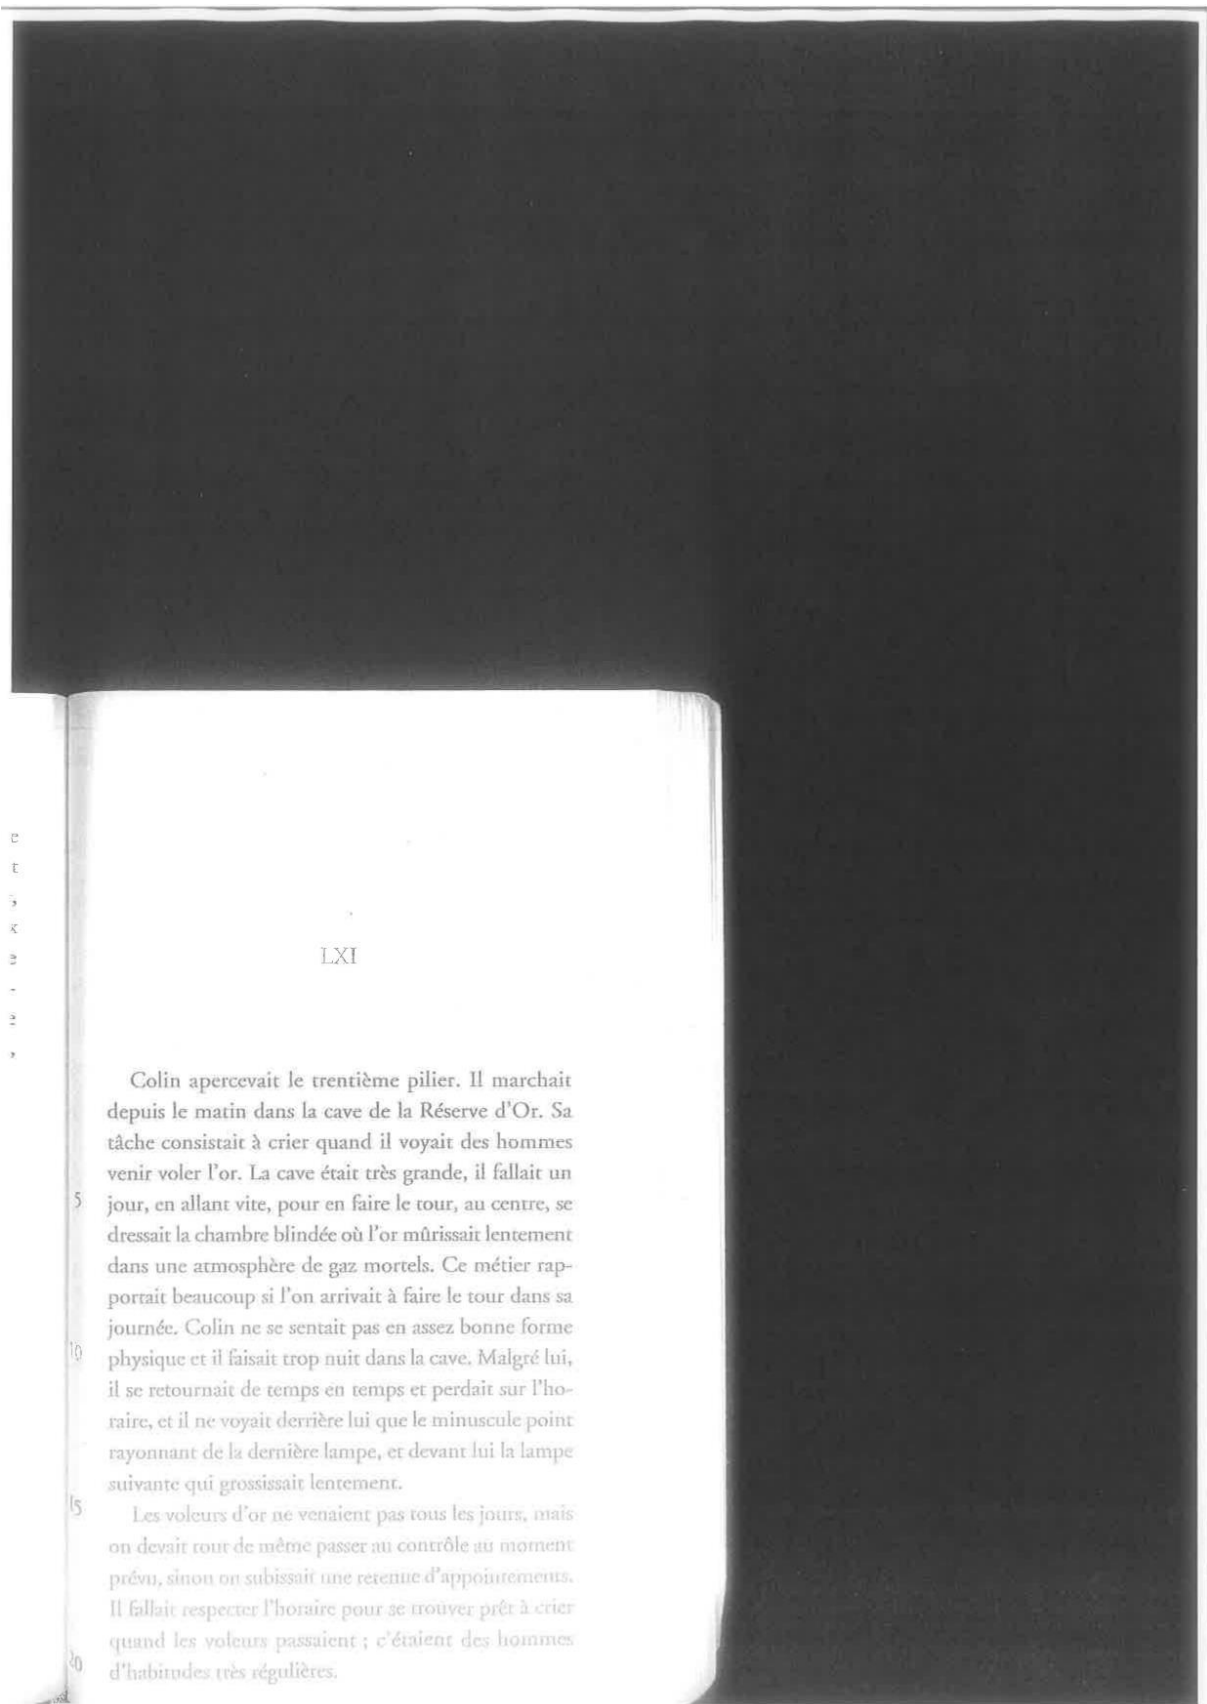 LXI
Colin apercevait le trentième pilier. Il marchait
depuis le matin dans la cave de la Réserve d'Or. Sa
tâche consistait à crier quand il voyait des hommes
venir voler l'or. La cave était très grande, il fallait un
5 jour, en allant vite, pour en faire le tour, au centre, se
dressait la chambre blindée où l'or mûrissait lentement
dans une atmosphère de gaz mortels. Ce métier rap-
portait beaucoup si l'on arrivait à faire le tour dans sa
journée. Colin ne se sentait pas en assez bonne forme
10 physique et il faisait trop nuit dans la cave. Malgré lui,
il se retournait de temps en temps et perdait sur l'ho-
raire, et il ne voyait derrière lui que le minuscule point
rayonnant de la dernière lampe, et devant lui la lampe
suivante qui grossissait lentement.
15 Les voleurs d'or ne venaient pas tous les jours, mais
on devait tout de même passer au contrôle au moment
prévu, sinon on subissait une retenue d'appointements.
Il fallait respecter l'horaire pour se trouver prêt à crier
quand les voleurs passaient ; c'étaient des hommes
20 d'habitudes très régulières.